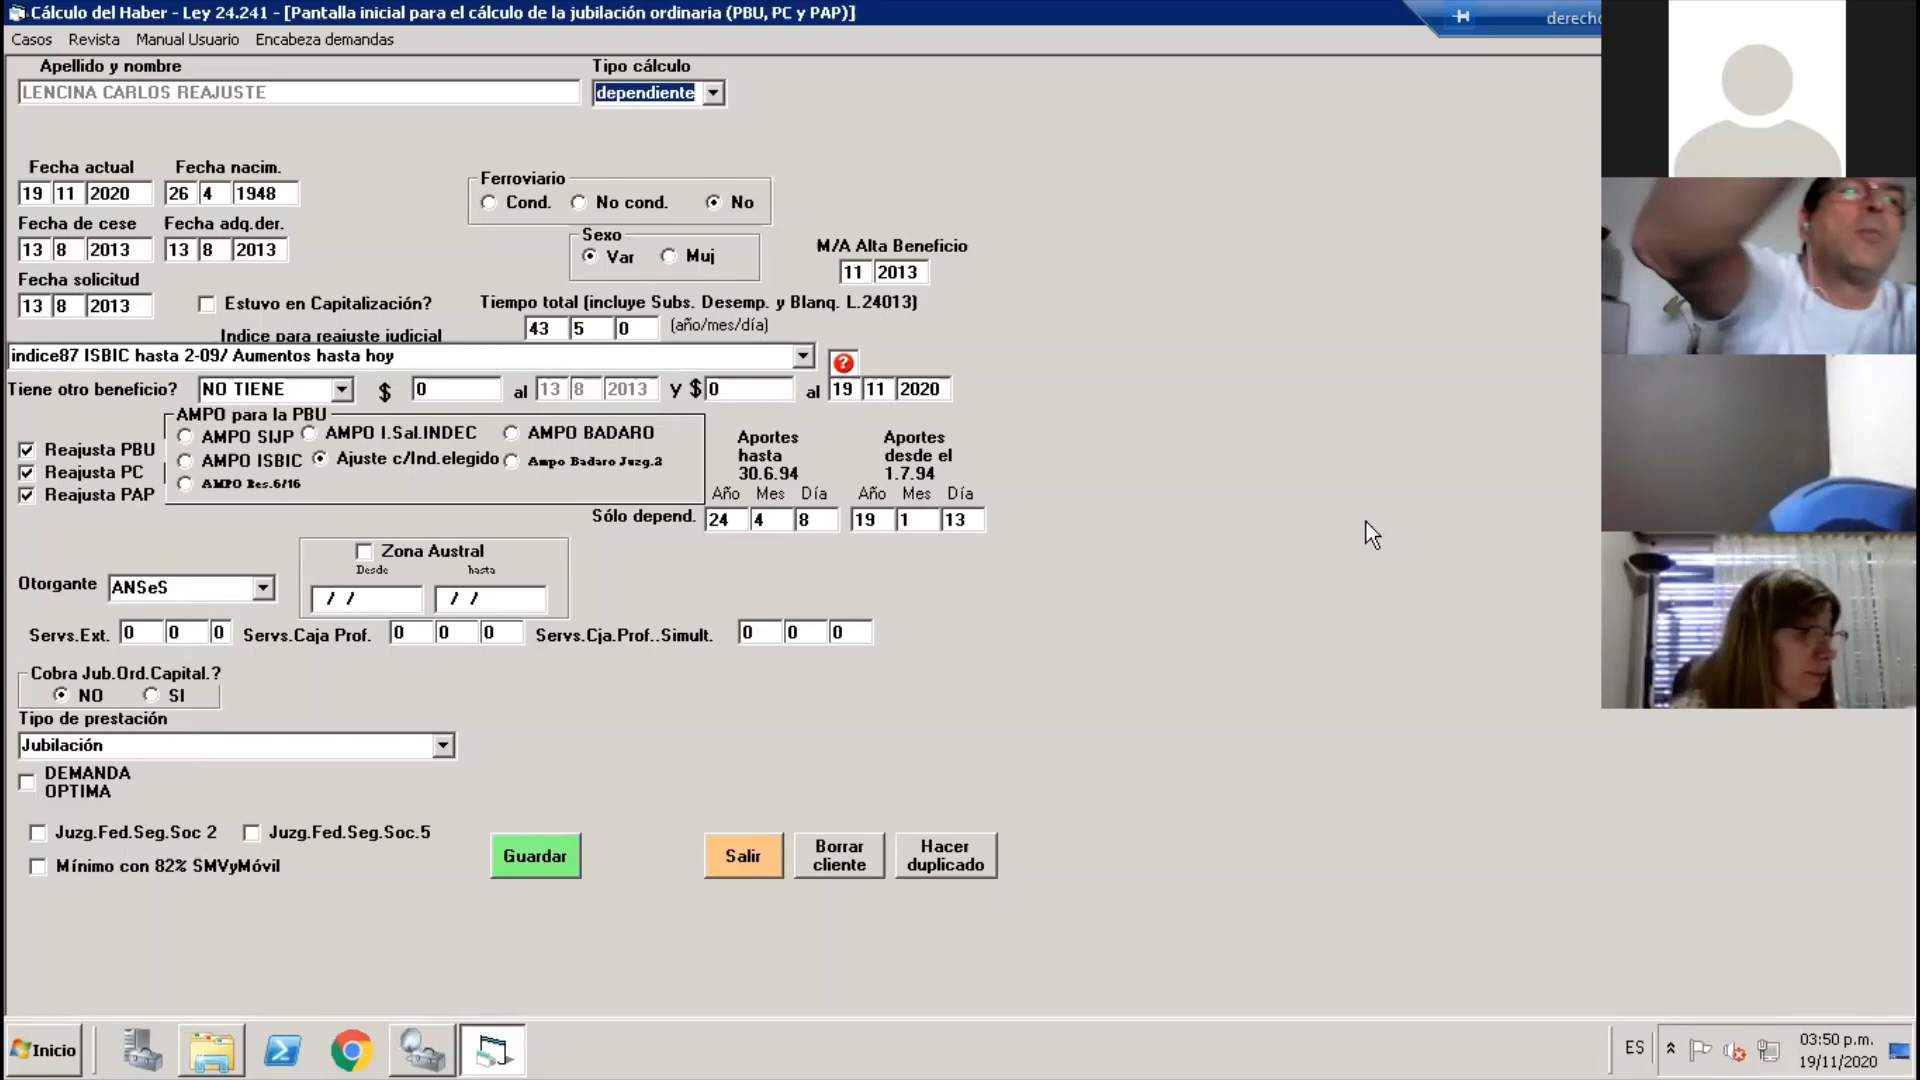 Cálculo del Haber - Ley 24.241 - [Pantalla inicial para el cálculo de la jubilación ordinaria (PBU, PC y PAP)]
derecho
Casos Revista Manual Usuario Encabeza demandas
Apellido y nombre Tipo cálculo
LENCINA CARLOS REAJUSTE dependiente
Fecha actual Fecha nacim.
19 11 2020 26 4 1948
Ferroviario
Cond. No cond. No
Fecha de cese Fecha adq.der.
13 8 2013 13 8 2013
Sexo
Var Muj
M/A Alta Beneficio
11 2013
Fecha solicitud
13 8 2013
Estuvo en Capitalización?
Tiempo total (incluye Subs. Desemp. y Blanq. L.24013)
43 5 0 (año/mes/día)
Indice para reajuste judicial
indice87 ISBIC hasta 2-09/ Aumentos hasta hoy
?
Tiene otro beneficio? NO TIENE $ 0 al 13 8 2013 y $ 0 al 19 11 2020
AMPO para la PBU
AMPO SIJP AMPO I.Sal.INDEC AMPO BADARO
AMPO ISBIC Ajuste c/Ind.elegido Ampo Badaro Juzg.2
AMPO Res.6/16
Reajusta PBU
Reajusta PC
Reajusta PAP
Aportes hasta 30.6.94
Aportes desde el 1.7.94
Año Mes Día Año Mes Día
Sólo depend. 24 4 8 19 1 13
Zona Austral
Desde hasta
/ / / /
Otorgante ANSeS
Servs.Ext. 0 0 0 Servs.Caja Prof. 0 0 0 Servs.Cja.Prof..Simult. 0 0 0
Cobra Jub.Ord.Capital.?
NO SI
Tipo de prestación
Jubilación
DEMANDA
OPTIMA
Juzg.Fed.Seg.Soc 2 Juzg.Fed.Seg.Soc.5
Mínimo con 82% SMVyMóvil
Guardar
Salir
Borrar cliente
Hacer duplicado
Inicio
ES
03:50 p.m.
19/11/2020